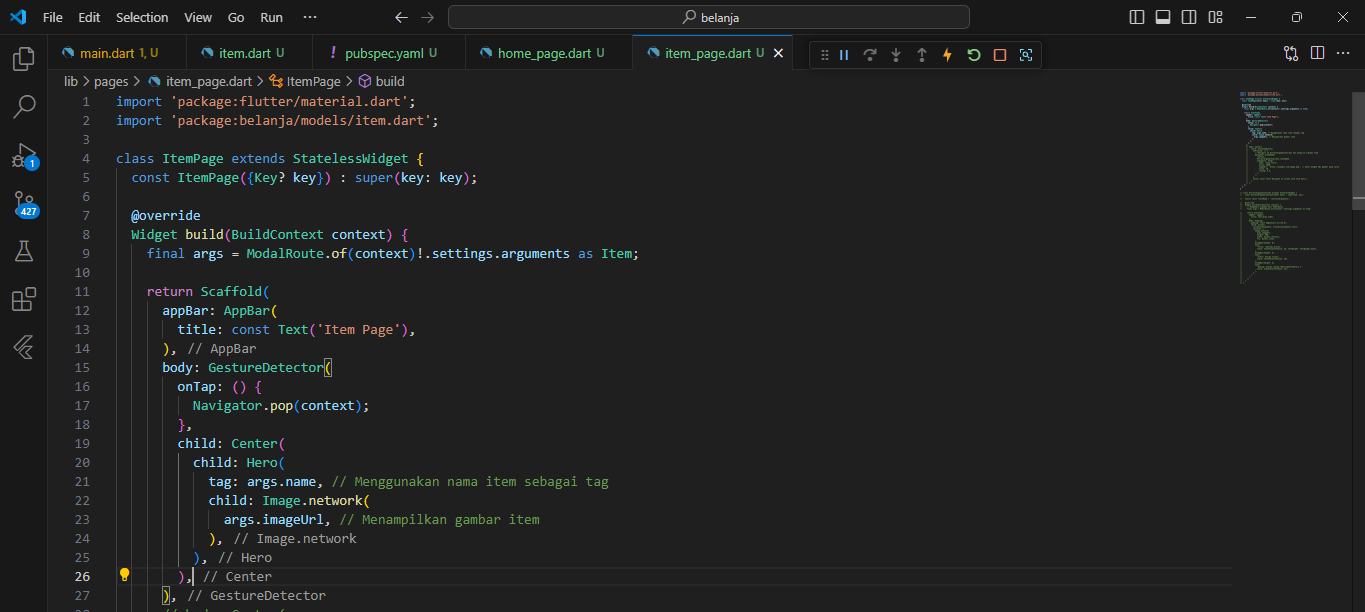 File Edit Selection View Go Run ··· belanja
main.dart 1, U item.dart U ! pubspec.yaml U home_page.dart U item_page.dart U
lib > pages > item_page.dart > ItemPage > build
1 import 'package:flutter/material.dart';
2 import 'package:belanja/models/item.dart';
3
4 class ItemPage extends StatelessWidget {
5 const ItemPage({Key? key}) : super(key: key);
6
7 @override
8 Widget build(BuildContext context) {
9 final args = ModalRoute.of(context)!.settings.arguments as Item;
10
11 return Scaffold(
12 appBar: AppBar(
13 title: const Text('Item Page'),
14 ), // AppBar
15 body: GestureDetector(
16 onTap: () {
17 Navigator.pop(context);
18 },
19 child: Center(
20 child: Hero(
21 tag: args.name, // Menggunakan nama item sebagai tag
22 child: Image.network(
23 args.imageUrl, // Menampilkan gambar item
24 ), // Image.network
25 ), // Hero
26 ), // Center
27 ), // GestureDetector
1
427